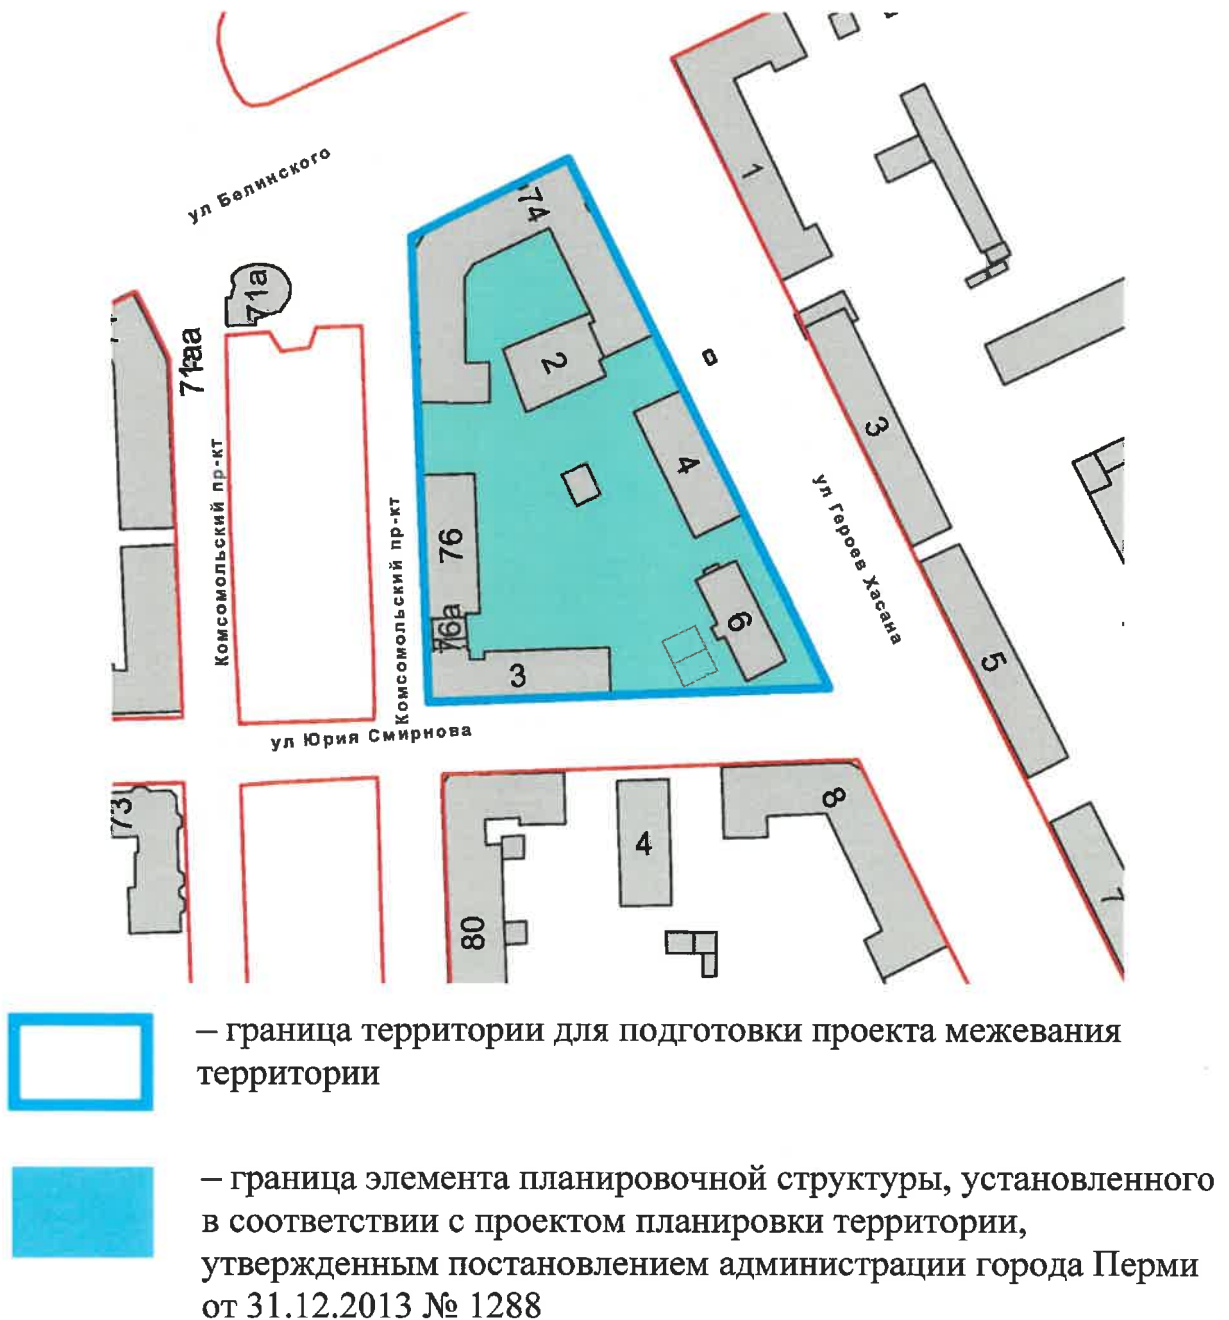 ул Белинского
74
1
71а
71аа
2
3
4
Комсомольский пр-кт
Комсомольский пр-кт
ул Героев Хасана
76
76а
6
3
5
ул Юрия Смирнова
73
8
4
80
7
– граница территории для подготовки проекта межевания
территории
– граница элемента планировочной структуры, установленного
в соответствии с проектом планировки территории,
утвержденным постановлением администрации города Перми
от 31.12.2013 № 1288